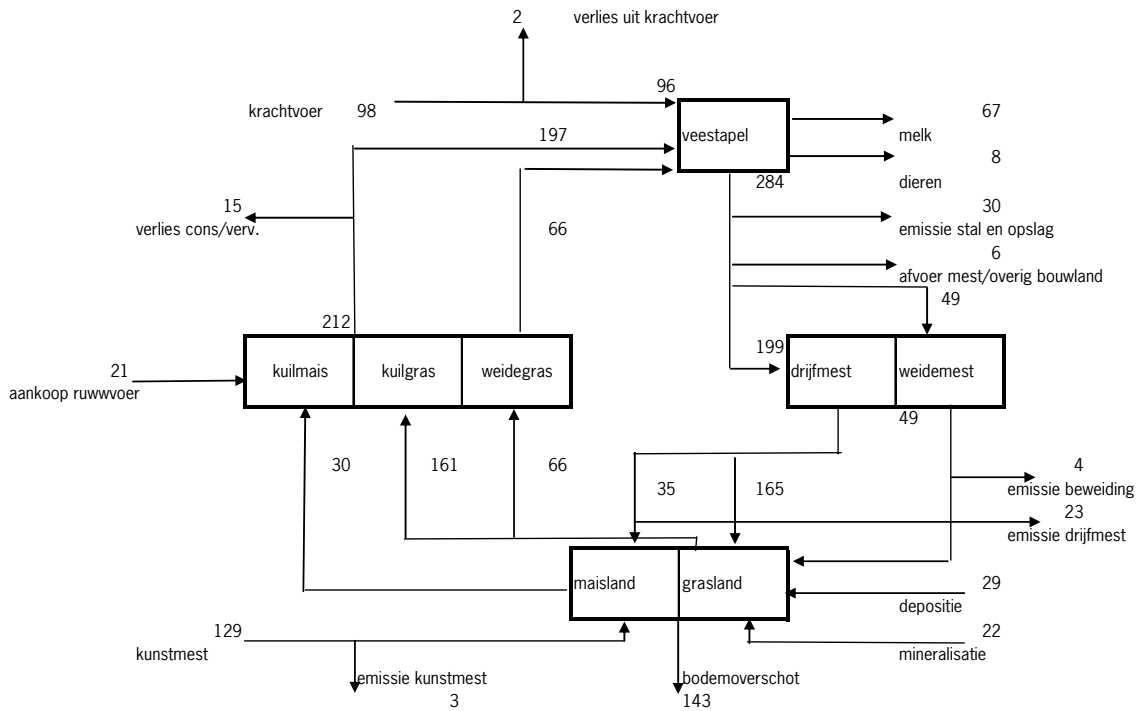 2 verlies uit krachtvoer
96
krachtvoer 98
67
197
veestapel
melk
8
284
dieren
15
30
verlies cons/verv.
66
emissie stal en opslag
6
afvoer mest/overig bouwland
49
212
199
21
kuilmais kuilgras weidegras
drijfmest weidemest
aankoop ruwwvoer
49
30 161 66
4
35 165
emissie beweiding
23
emissie drijfmest
maisland grasland
29
depositie
129
22
kunstmest
mineralisatie
emissie kunstmest
bodemoverschot
3
143